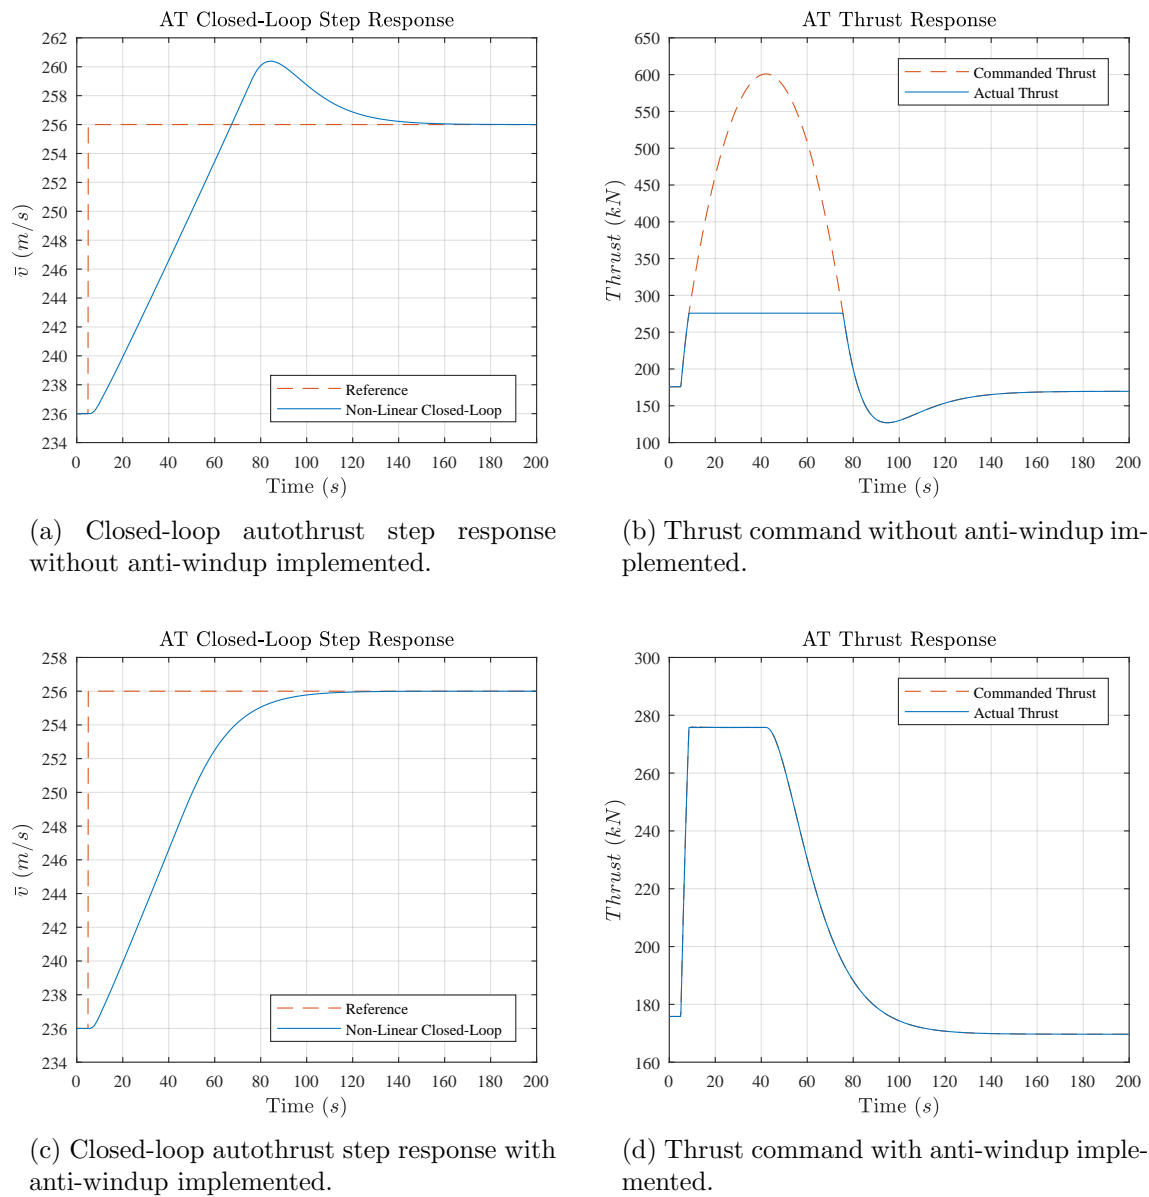 AT Closed-Loop Step Response
262
260
258
256
254
252
250
248
246
244
242
240
238
236
234
v̄ (m/s)
Reference
Non-Linear Closed-Loop
0 20 40 60 80 100 120 140 160 180 200
Time (s)
AT Thrust Response
650
600
550
500
450
400
350
300
250
200
150
100
Thrust (kN)
Commanded Thrust
Actual Thrust
0 20 40 60 80 100 120 140 160 180 200
Time (s)
(a) Closed-loop autothrust step response
without anti-windup implemented.
(b) Thrust command without anti-windup im-
plemented.
AT Closed-Loop Step Response
258
256
254
252
250
248
246
244
242
240
238
236
234
v̄ (m/s)
Reference
Non-Linear Closed-Loop
0 20 40 60 80 100 120 140 160 180 200
Time (s)
AT Thrust Response
300
280
260
240
220
200
180
160
Thrust (kN)
Commanded Thrust
Actual Thrust
0 20 40 60 80 100 120 140 160 180 200
Time (s)
(c) Closed-loop autothrust step response with
anti-windup implemented.
(d) Thrust command with anti-windup imple-
mented.